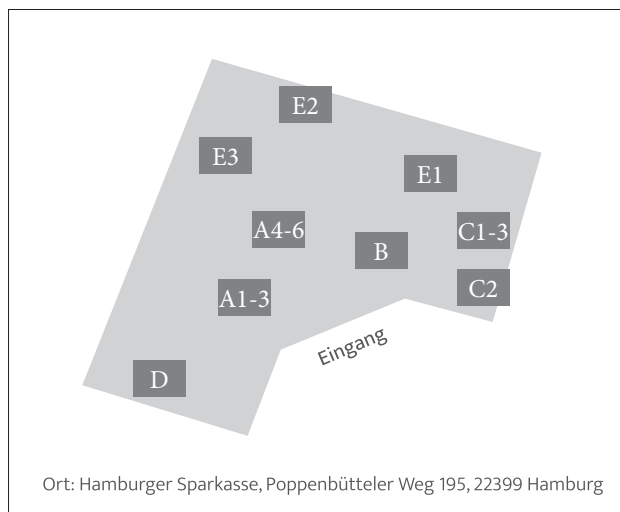 E2
E3
E1
A4-6
C1-3
B
C2
A1-3
Eingang
D
Ort: Hamburger Sparkasse, Poppenbütteler Weg 195, 22399 Hamburg